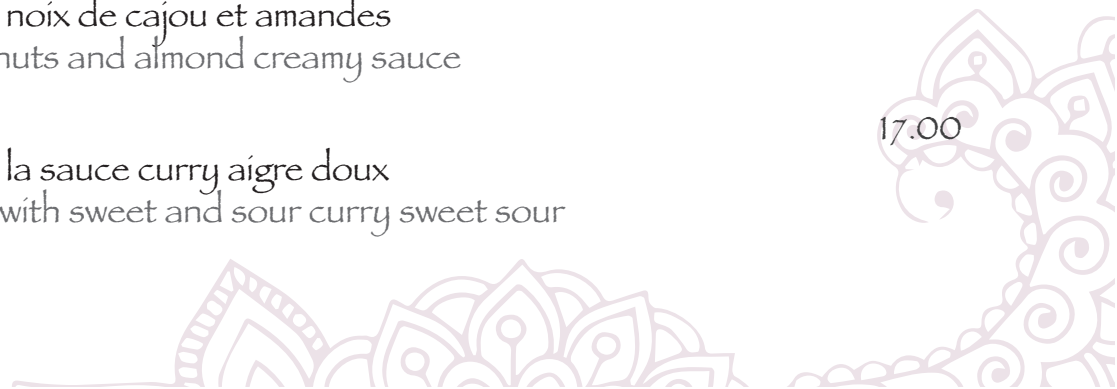 noix de cajou et amandes
nuts and almond creamy sauce
17.00
la sauce curry aigre doux
with sweet and sour curry sweet sour